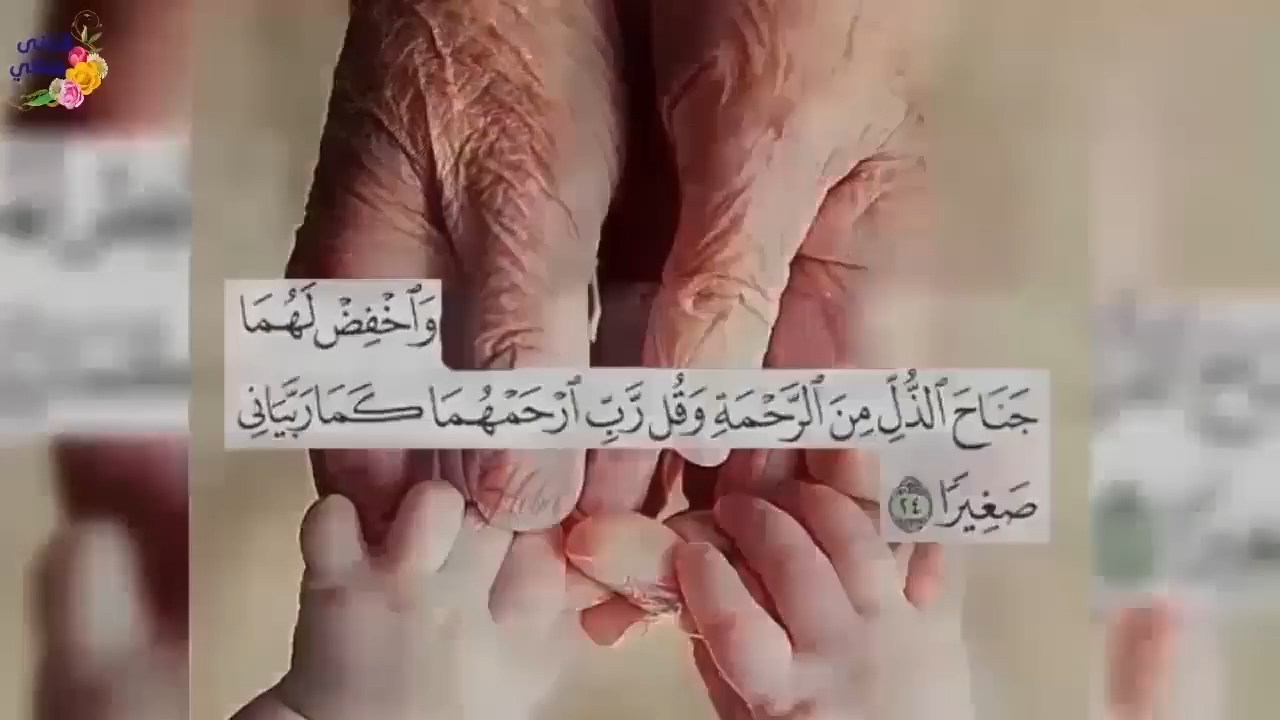 وَٱخْفِضْ لَهُمَا
جَنَاحَ ٱلذُّلِّ مِنَ ٱلرَّحْمَةِ وَقُل رَّبِّ ٱرْحَمْهُمَا كَمَا رَبَّيَانِى
صَغِيرًا ٢٤